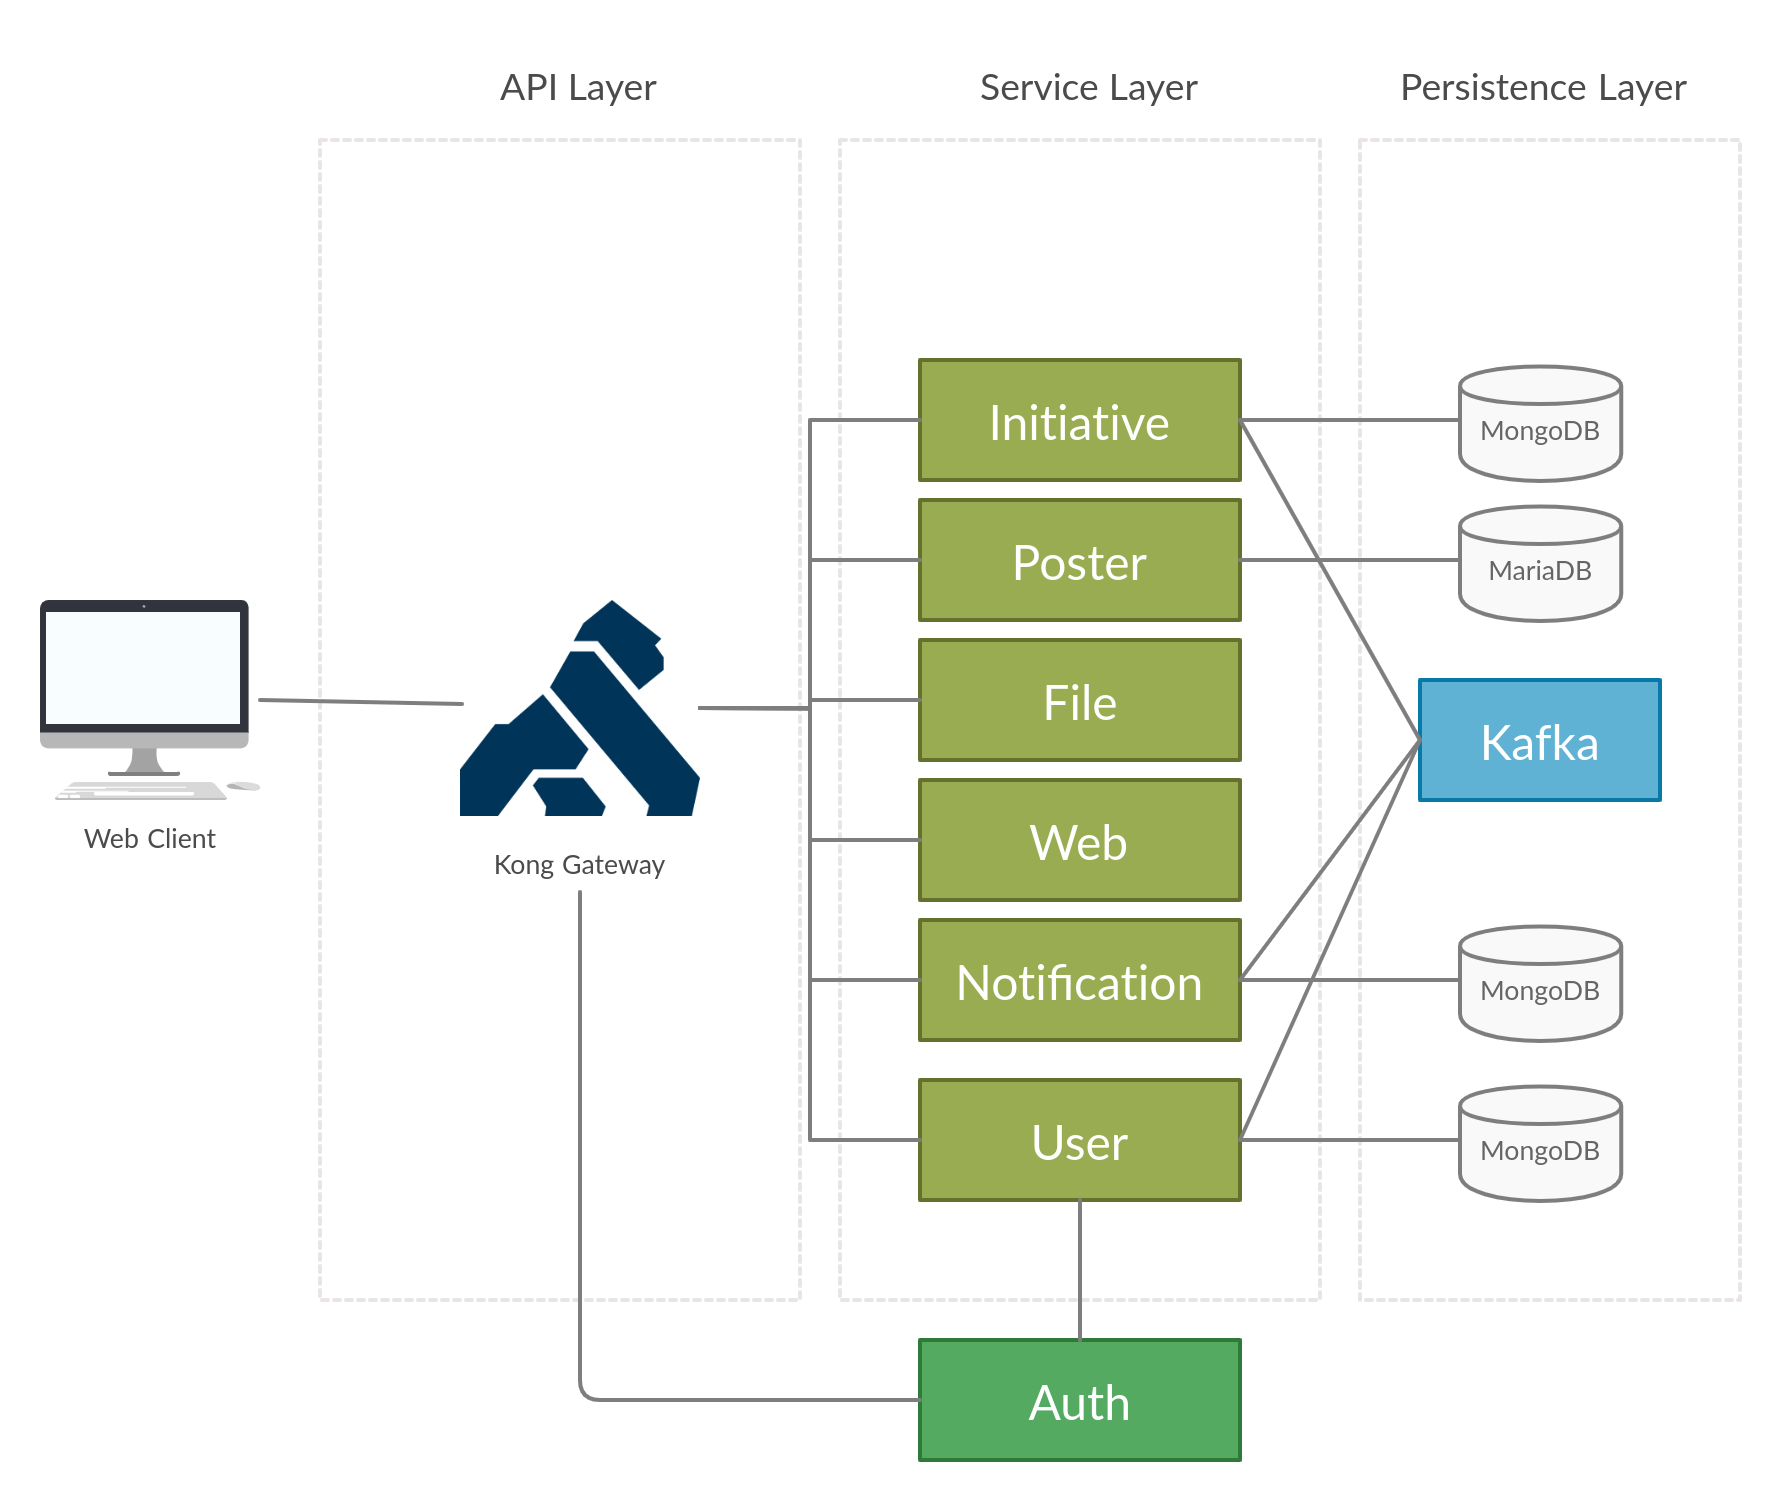 API Layer
Service Layer
Persistence Layer
Web Client
Kong Gateway
Initiative
Poster
File
Web
Notification
User
Auth
MongoDB
MariaDB
Kafka
MongoDB
MongoDB